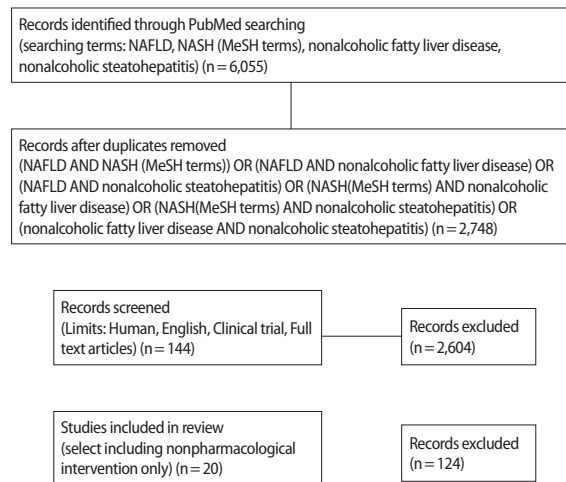 Records identified through PubMed searching
(searching terms: NAFLD, NASH (MeSH terms), nonalcoholic fatty liver disease,
nonalcoholic steatohepatitis) (n = 6,055)
Records after duplicates removed
(NAFLD AND NASH (MeSH terms)) OR (NAFLD AND nonalcoholic fatty liver disease) OR
(NAFLD AND nonalcoholic steatohepatitis) OR (NASH(MeSH terms) AND nonalcoholic
fatty liver disease) OR (NASH(MeSH terms) AND nonalcoholic steatohepatitis) OR
(nonalcoholic fatty liver disease AND nonalcoholic steatohepatitis) (n = 2,748)
Records screened
(Limits: Human, English, Clinical trial, Full
text articles) (n = 144)
Records excluded
(n = 2,604)
Studies included in review
(select including nonpharmacological
intervention only) (n = 20)
Records excluded
(n = 124)